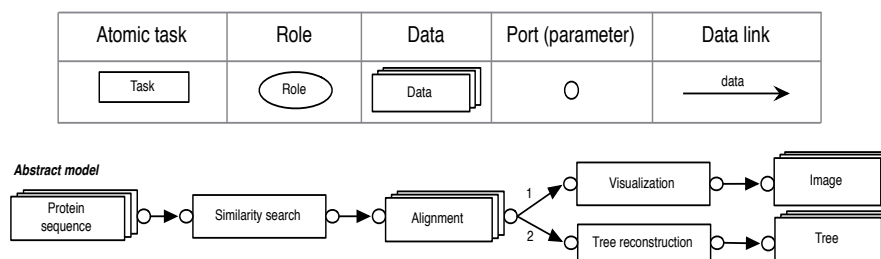 Atomic task Role Data Port (parameter) Data link
Task Role Data data
Abstract model
Protein
sequence
Similarity search
Alignment
1
2
Visualization
Image
Tree reconstruction
Tree